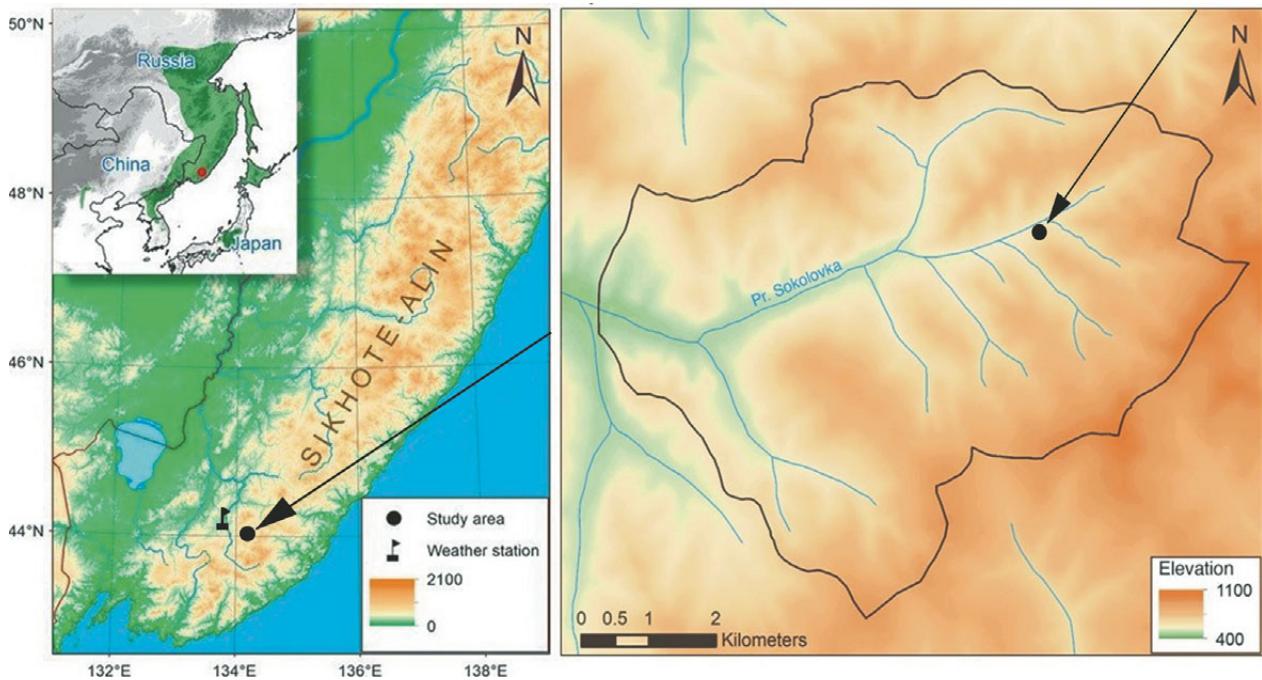 50°N
48°N
46°N
44°N
132°E
134°E
136°E
138°E
Russia
China
Japan
N
SIKHOTE-ALIN
Study area
Weather station
2100
0
N
Pr. Sokolovka
0 0.5 1 2
Kilometers
Elevation
1100
400